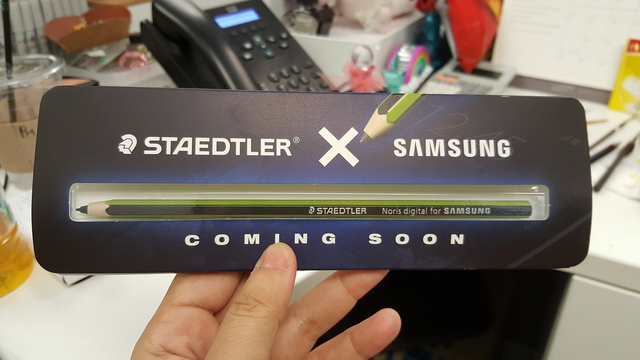 STAEDTLER® X SAMSUNG
STAEDTLER Noris digital for SAMSUNG
COMING SOON